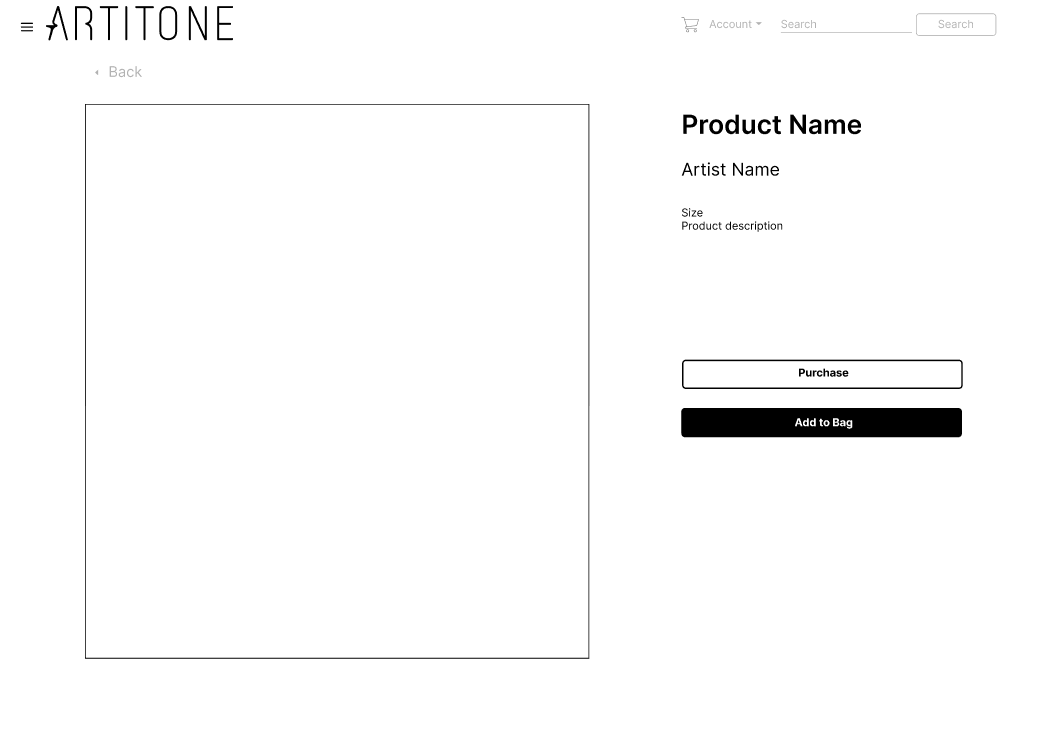 ARTITONE
Account
Search
Search
Back
Product Name
Artist Name
Size
Product description
Purchase
Add to Bag